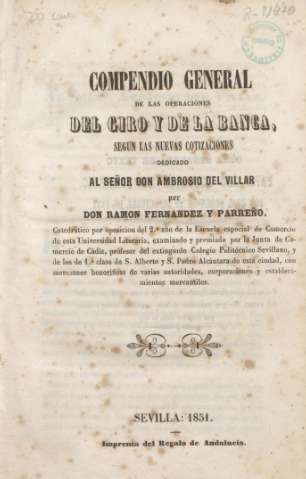 COMPENDIO GENERAL
DE LAS OPERACIONES
DEL GIRO Y DE LA BANCA,
SEGUN LAS NUEVAS COTIZACIONES
DEDICADO
AL SEÑOR DON AMBROSIO DEL VILLAR
por
DON RAMON FERNANDEZ Y PARREÑO.
Catedrático por oposicion del 2.º año de la Escuela especial de Comercio
de esta Universidad Literaria, examinado y premiado por la Junta de Co-
mercio de Cádiz, profesor del extinguido Colegio Politécnico Sevillano, y
de los de 1.ª clase de S. Alberto y S. Pedro Alcántara de esta ciudad, con
menciones honoríficas de varias autoridades, corporaciones y estableci-
mientos mercantiles.
SEVILLA: 1851.
Imprenta del Regalo de Andalucía.